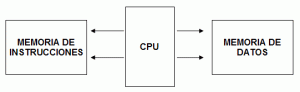 MEMORIA DE
INSTRUCCIONES
CPU
MEMORIA DE
DATOS